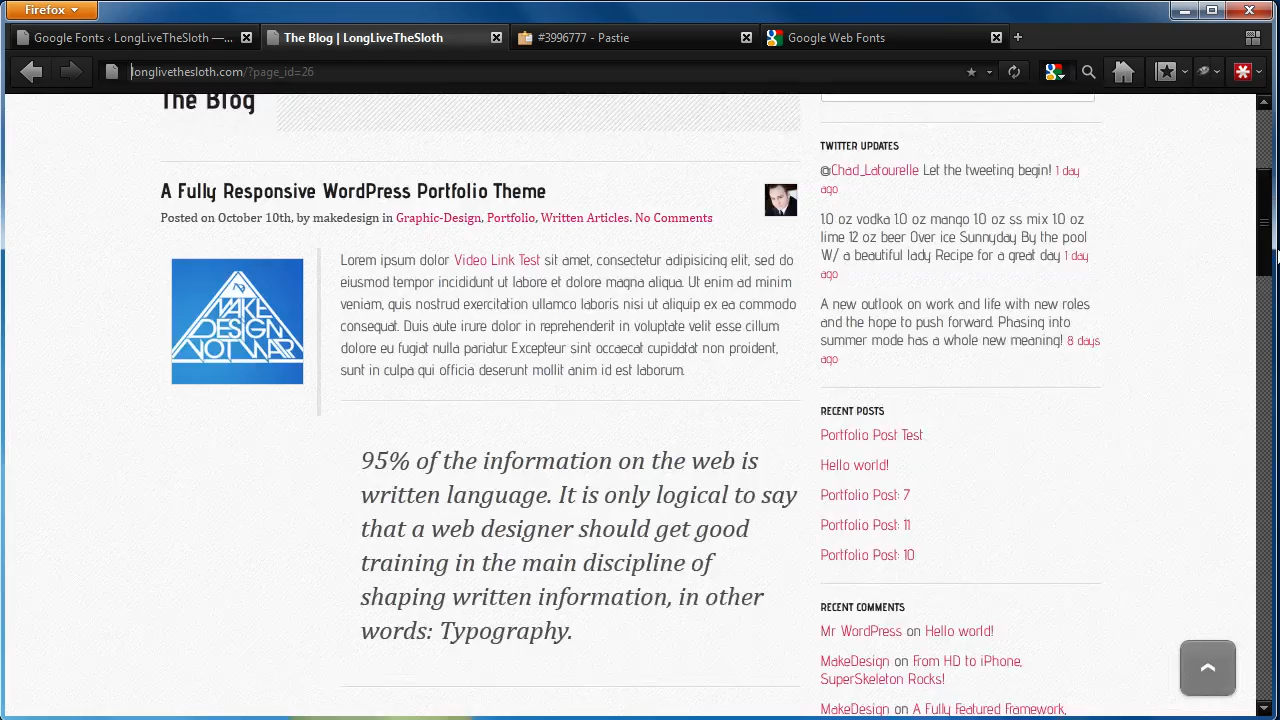 Firefox
Google Fonts ‹ LongLiveTheSloth —...
The Blog | LongLiveTheSloth
#3996777 - Pastie
Google Web Fonts
longlivethesloth.com/?page_id=26
The Blog
A Fully Responsive WordPress Portfolio Theme
Posted on October 10th, by makedesign in Graphic-Design, Portfolio, Written Articles. No Comments
MAKE
DESIGN
NOT WAR
Lorem ipsum dolor Video Link Test sit amet, consectetur adipisicing elit, sed do
eiusmod tempor incididunt ut labore et dolore magna aliqua. Ut enim ad minim
veniam, quis nostrud exercitation ullamco laboris nisi ut aliquip ex ea commodo
consequat. Duis aute irure dolor in reprehenderit in voluptate velit esse cillum
dolore eu fugiat nulla pariatur. Excepteur sint occaecat cupidatat non proident,
sunt in culpa qui officia deserunt mollit anim id est laborum.
95% of the information on the web is
written language. It is only logical to say
that a web designer should get good
training in the main discipline of
shaping written information, in other
words: Typography.
TWITTER UPDATES
@Chad_Latourelle Let the tweeting begin! 1 day
ago
1.0 oz vodka 1.0 oz mango 1.0 oz ss mix 1.0 oz
lime 12 oz beer Over ice Sunnyday By the pool
W/ a beautiful lady Recipe for a great day 1 day
ago
A new outlook on work and life with new roles
and the hope to push forward. Phasing into
summer mode has a whole new meaning! 8 days
ago
RECENT POSTS
Portfolio Post Test
Hello world!
Portfolio Post: 7
Portfolio Post: 11
Portfolio Post: 10
RECENT COMMENTS
Mr WordPress on Hello world!
MakeDesign on From HD to iPhone,
SuperSkeleton Rocks!
MakeDesign on A Fully Featured Framework,